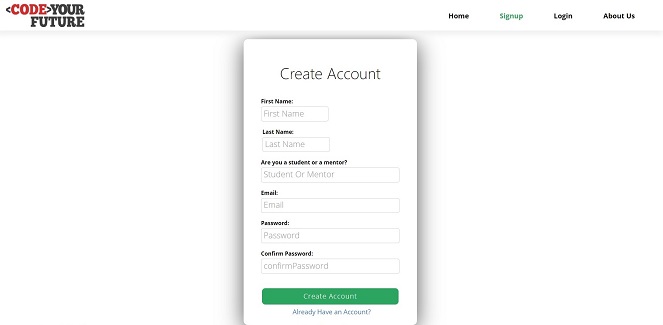 <CODE>YOUR
FUTURE
Home Signup Login About Us
Create Account
First Name:
First Name
Last Name:
Last Name
Are you a student or a mentor?
Student Or Mentor
Email:
Email
Password:
Password
Confirm Password:
confirmPassword
Create Account
Already Have an Account?